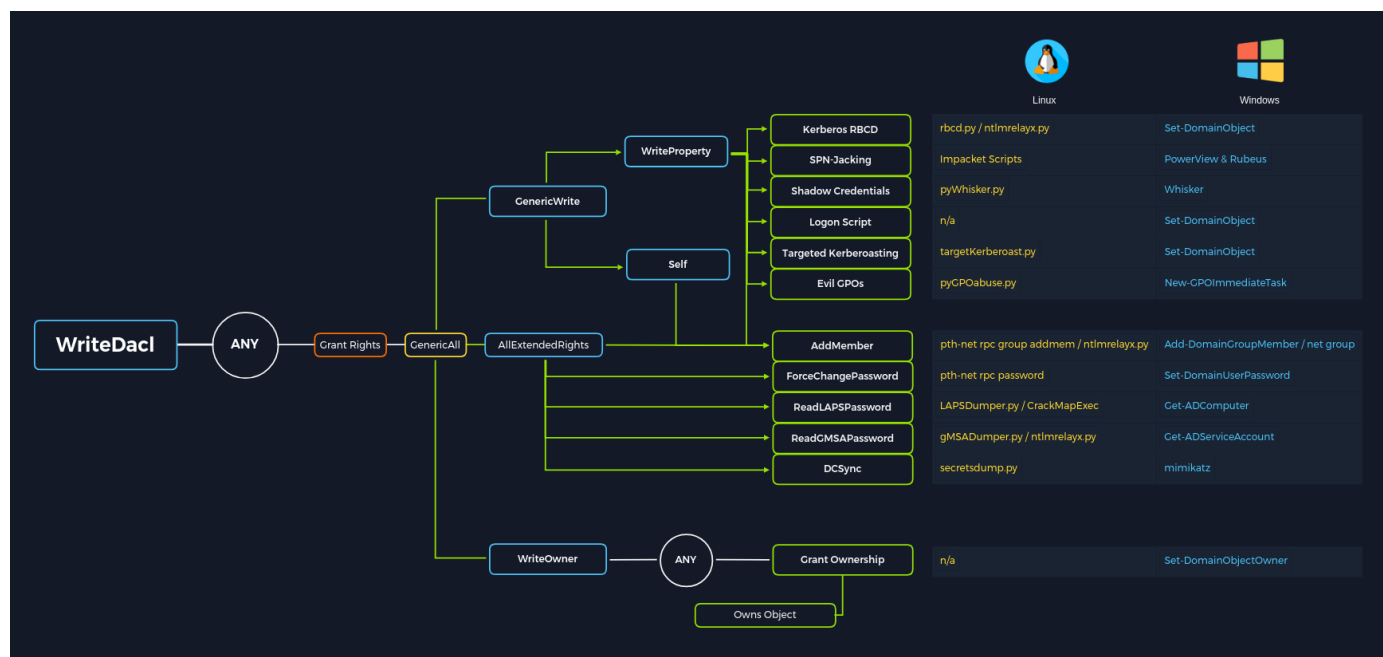 Linux
Windows
Kerberos RBCD
rbcd.py / ntlmrelayx.py
Set-DomainObject
WriteProperty
SPN-Jacking
Impacket Scripts
PowerView & Rubeus
GenericWrite
Shadow Credentials
pyWhisker.py
Whisker
Logon Script
n/a
Set-DomainObject
Self
Targeted Kerberoasting
targetKerberoast.py
Set-DomainObject
Evil GPOs
pyGPOabuse.py
New-GPOImmediateTask
WriteDacl
ANY
Grant Rights
GenericAll
AllExtendedRights
AddMember
pth-net rpc group addmem / ntlmrelayx.py
Add-DomainGroupMember / net group
ForceChangePassword
pth-net rpc password
Set-DomainUserPassword
ReadLAPSPassword
LAPSDumper.py / CrackMapExec
Get-ADComputer
ReadGMSAPassword
gMSADumper.py / ntlmrelayx.py
Get-ADServiceAccount
DCSync
secretsdump.py
mimikatz
WriteOwner
ANY
Grant Ownership
n/a
Set-DomainObjectOwner
Owns Object